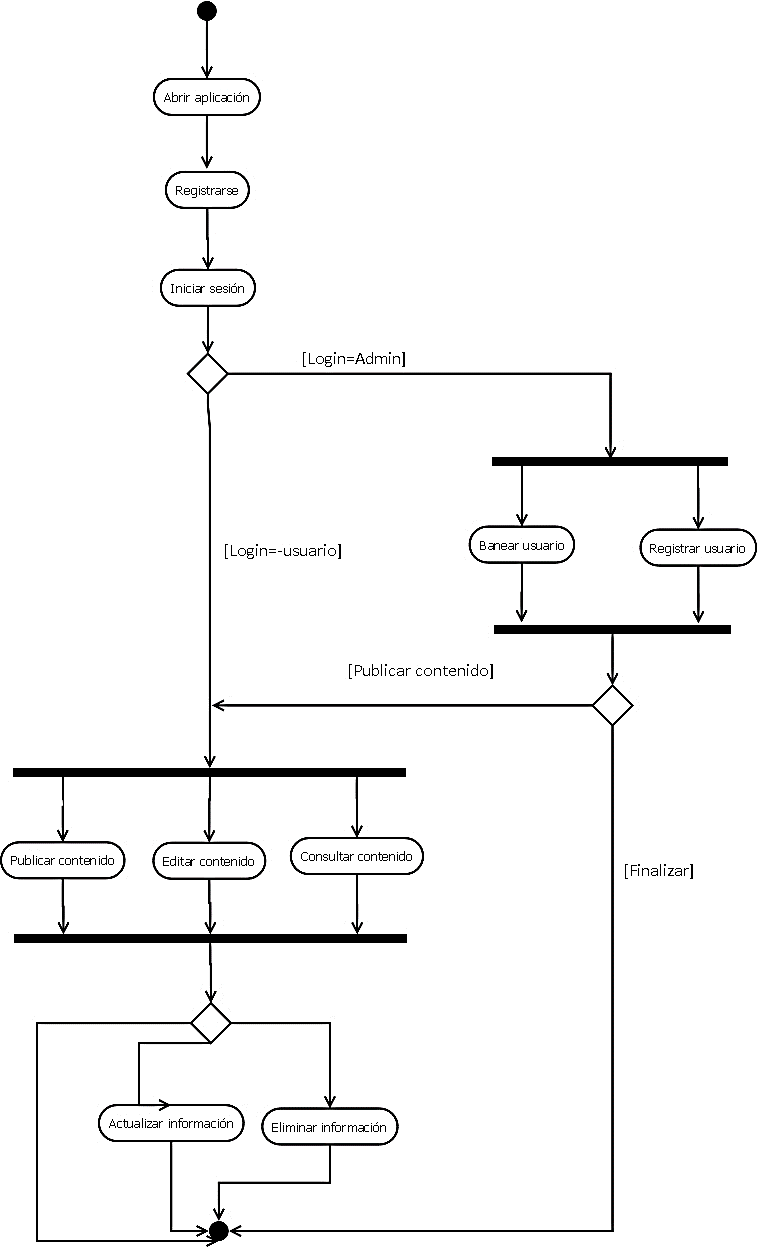 Abrir aplicación
Registrarse
Iniciar sesión
[Login=Admin]
[Login=-usuario]
Banear usuario
Registrar usuario
[Publicar contenido]
Publicar contenido
Editar contenido
Consultar contenido
[Finalizar]
Actualizar información
Eliminar información